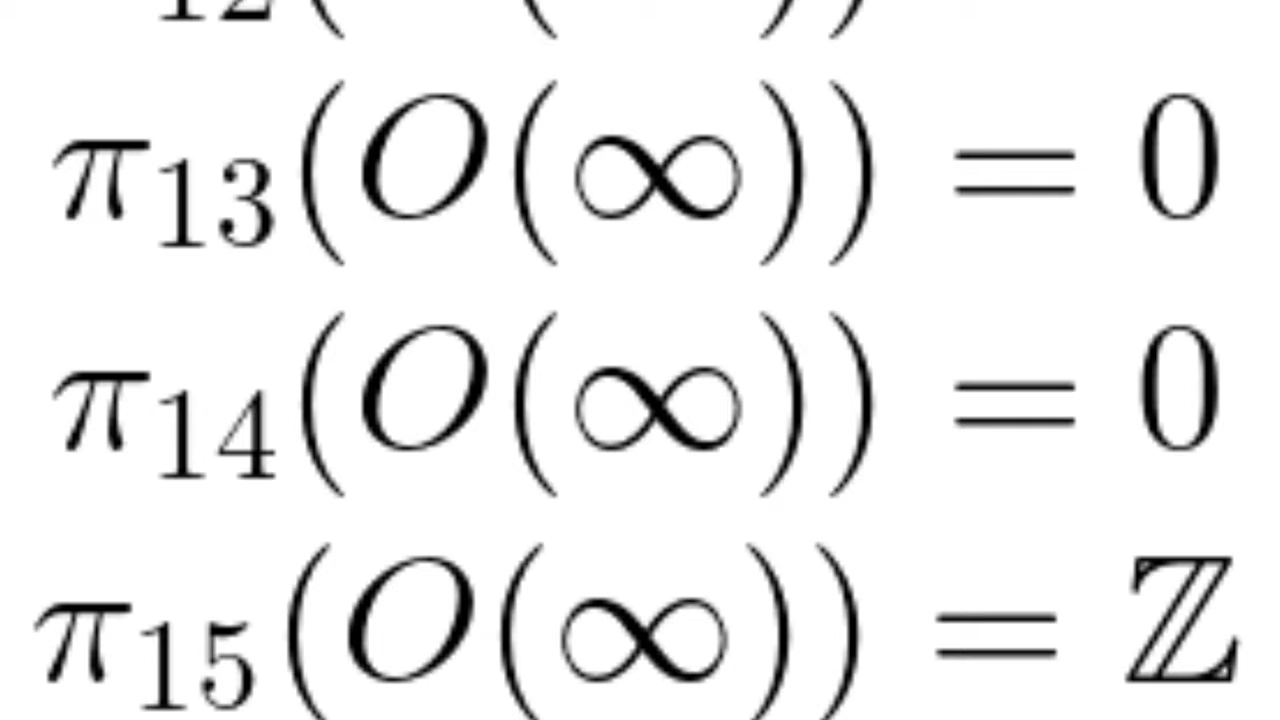 π₁₃(O(∞)) = 0
π₁₄(O(∞)) = 0
π₁₅(O(∞)) = ℤ